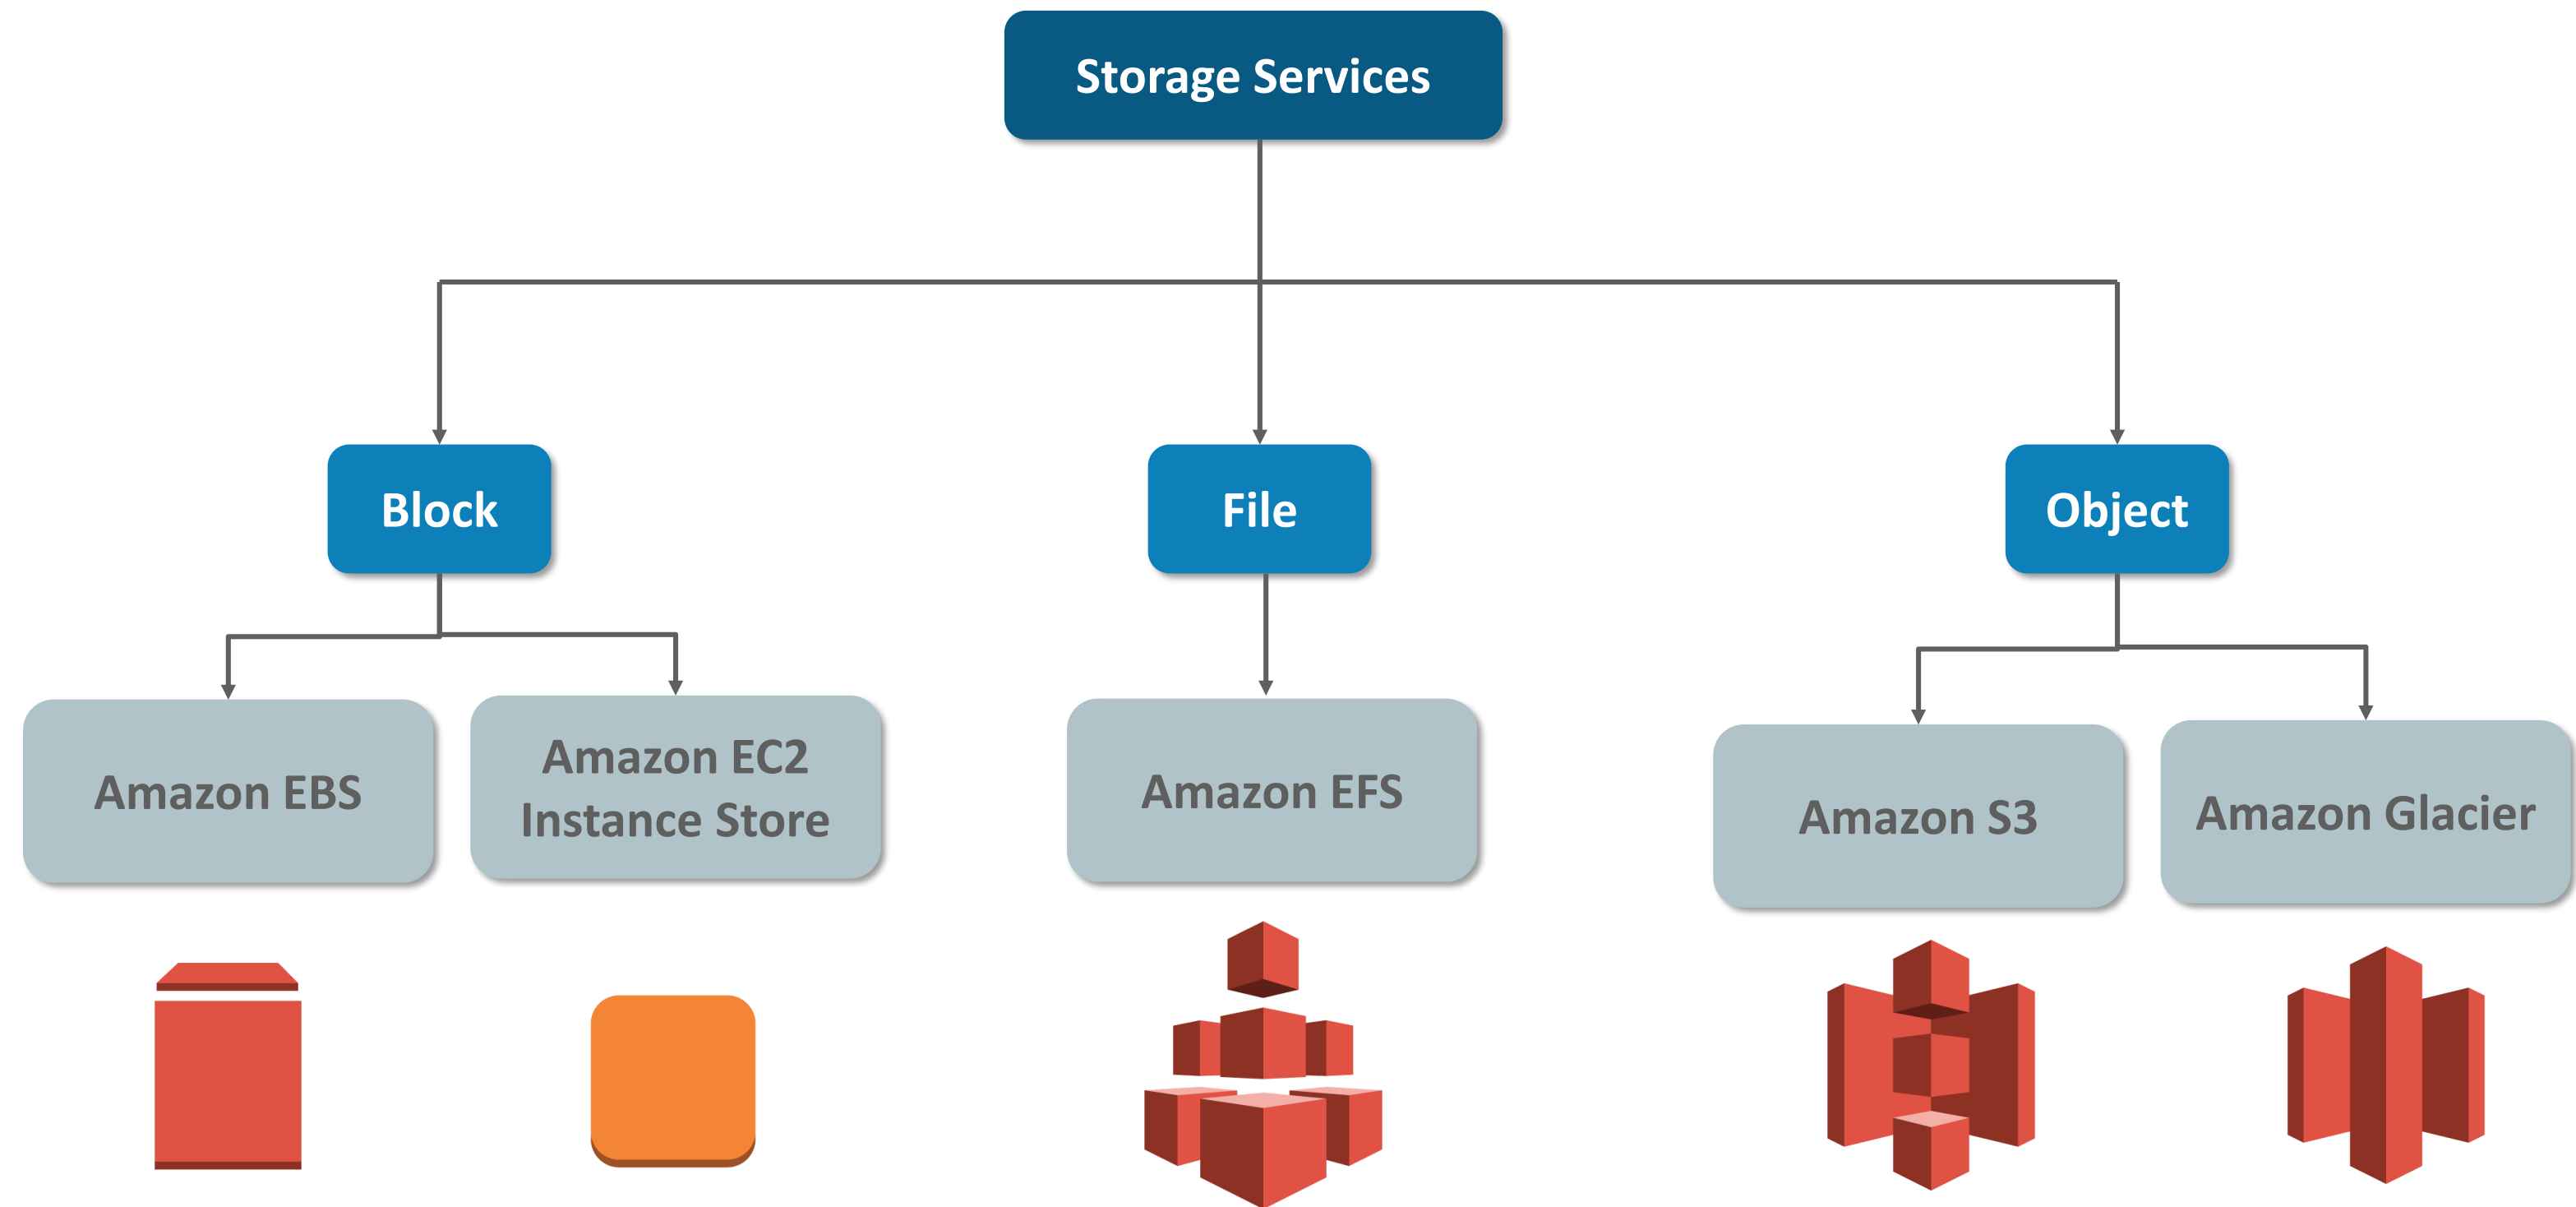 Storage Services
Block
File
Object
Amazon EBS
Amazon EC2
Instance Store
Amazon EFS
Amazon S3
Amazon Glacier